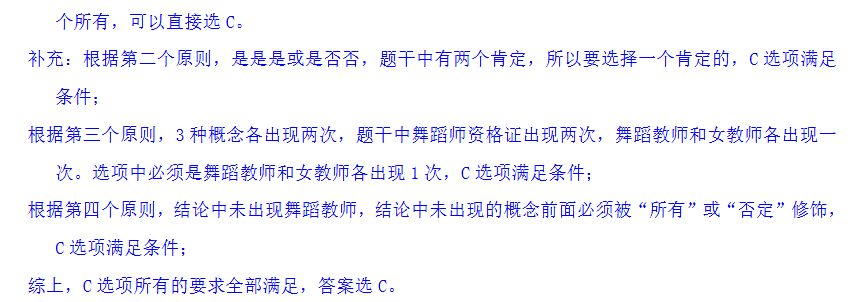 个所有，可以直接选 C。
补充：根据第二个原则，是是是或是否否，题干中有两个肯定，所以要选择一个肯定的，C 选项满足
条件；
根据第三个原则，3 种概念各出现两次，题干中舞蹈师资格证出现两次，舞蹈教师和女教师各出现一
次。选项中必须是舞蹈教师和女教师各出现 1 次，C 选项满足条件；
根据第四个原则，结论中未出现舞蹈教师，结论中未出现的概念前面必须被“所有”或“否定”修饰，
C 选项满足条件；
综上，C 选项所有的要求全部满足，答案选 C。